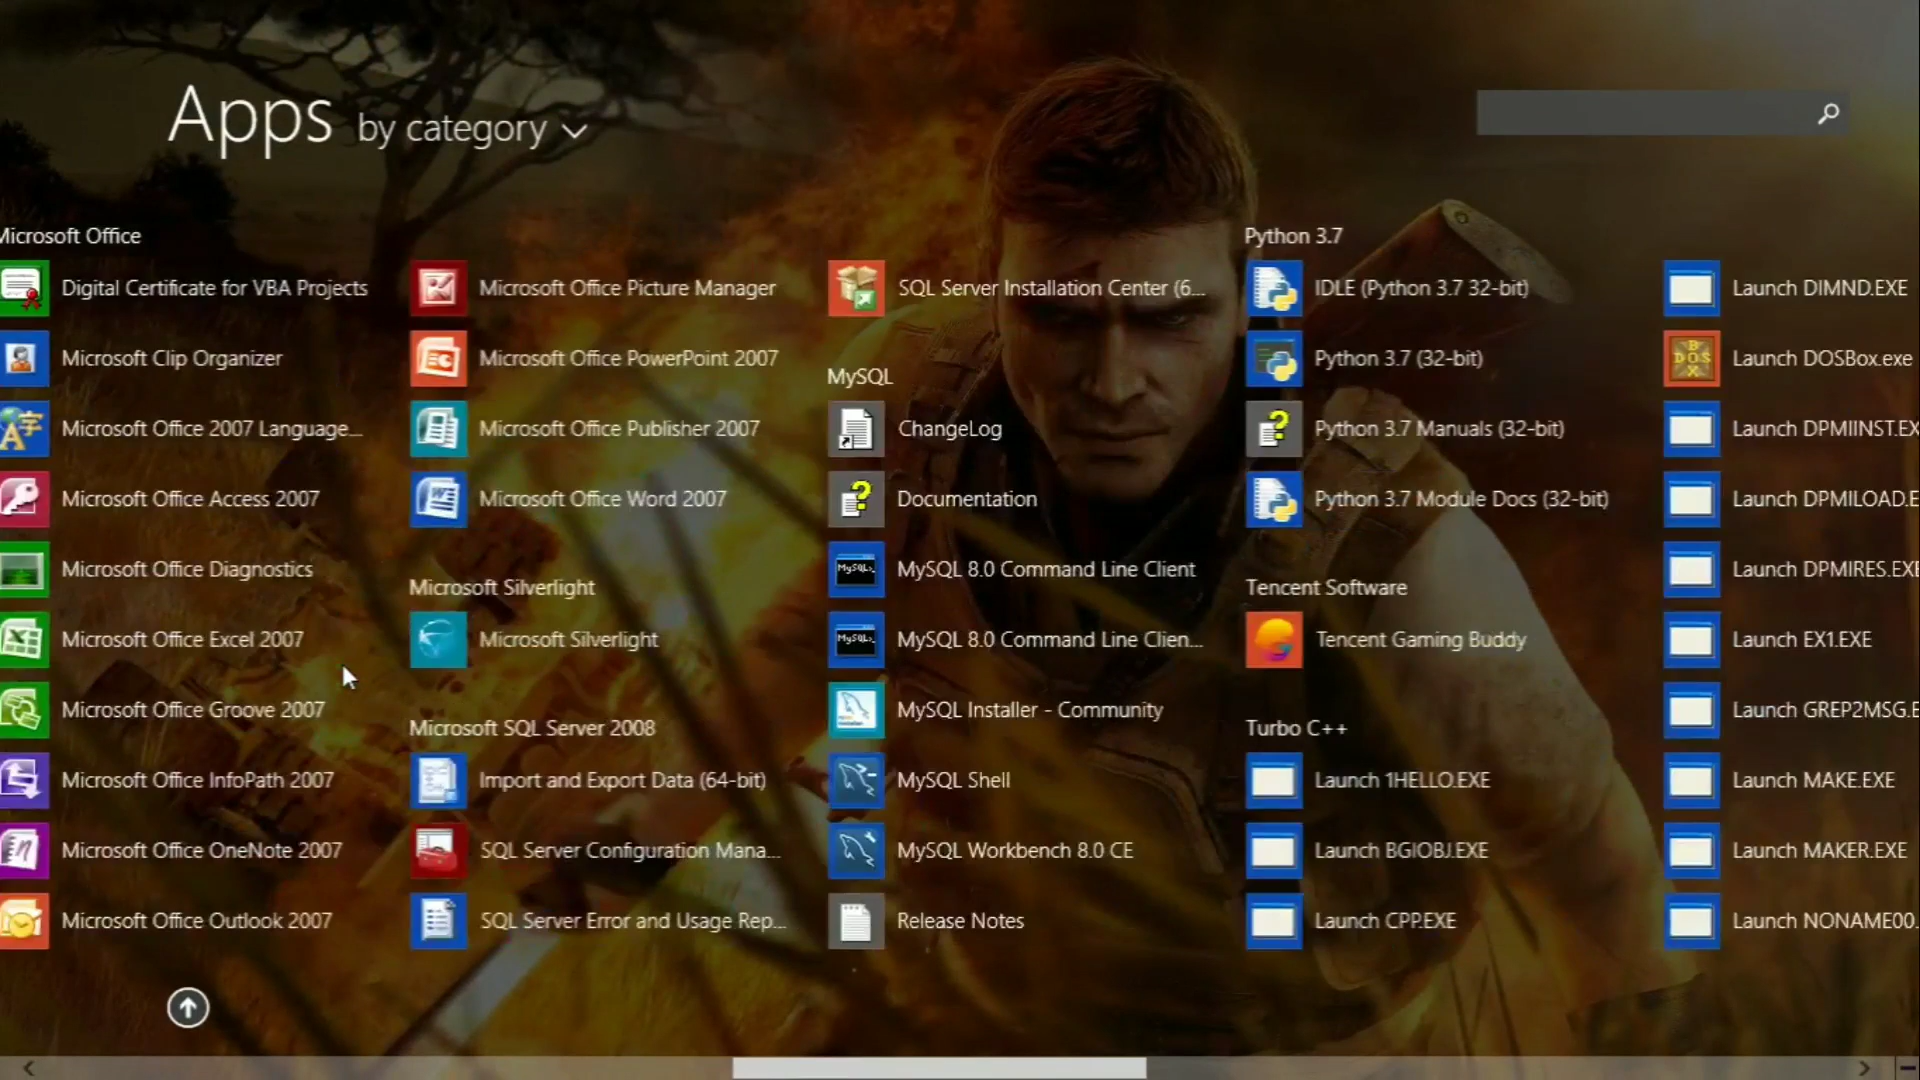 Apps by category
Microsoft Office
Digital Certificate for VBA Projects
Microsoft Clip Organizer
Microsoft Office 2007 Language...
Microsoft Office Access 2007
Microsoft Office Diagnostics
Microsoft Office Excel 2007
Microsoft Office Groove 2007
Microsoft Office InfoPath 2007
Microsoft Office OneNote 2007
Microsoft Office Outlook 2007
Microsoft Office Picture Manager
Microsoft Office PowerPoint 2007
Microsoft Office Publisher 2007
Microsoft Office Word 2007
Microsoft Silverlight
Microsoft Silverlight
Microsoft SQL Server 2008
Import and Export Data (64-bit)
SQL Server Configuration Mana...
SQL Server Error and Usage Rep...
SQL Server Installation Center (6...
MySQL
ChangeLog
Documentation
MySQL 8.0 Command Line Client
MySQL 8.0 Command Line Clien...
MySQL Installer - Community
MySQL Shell
MySQL Workbench 8.0 CE
Release Notes
Python 3.7
IDLE (Python 3.7 32-bit)
Python 3.7 (32-bit)
Python 3.7 Manuals (32-bit)
Python 3.7 Module Docs (32-bit)
Tencent Software
Tencent Gaming Buddy
Turbo C++
Launch 1HELLO.EXE
Launch BGIOBJ.EXE
Launch CPP.EXE
Launch DIMND.EXE
Launch DOSBox.exe
Launch DPMIINST.EX
Launch DPMILOAD.E
Launch DPMIRES.EXE
Launch EX1.EXE
Launch GREP2MSG.E
Launch MAKE.EXE
Launch MAKER.EXE
Launch NONAME00.